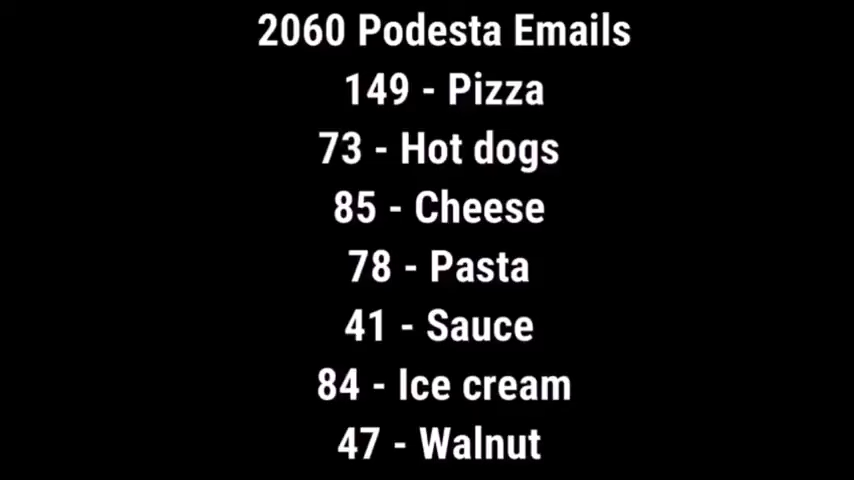 2060 Podesta Emails
149 - Pizza
73 - Hot dogs
85 - Cheese
78 - Pasta
41 - Sauce
84 - Ice cream
47 - Walnut